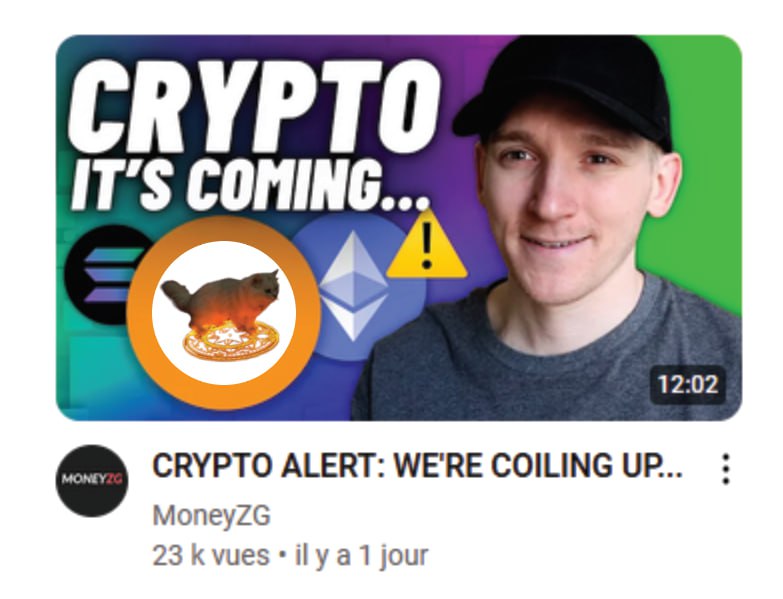 CRYPTO
IT'S COMING...
12:02
MONEYZG
CRYPTO ALERT: WE'RE COILING UP...
MoneyZG
23 k vues • il y a 1 jour